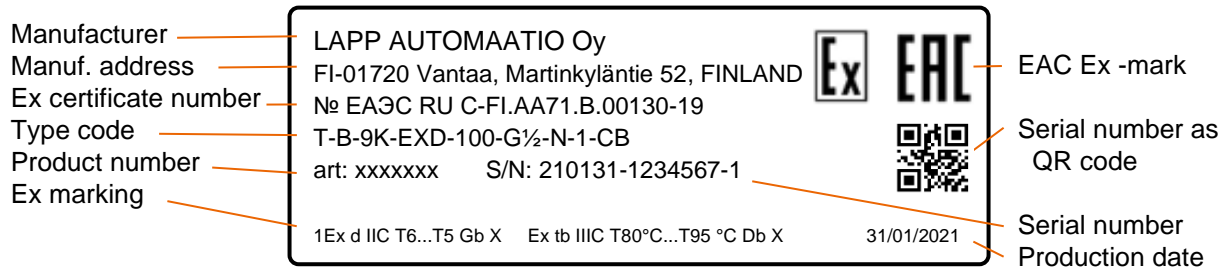 Manufacturer
Manuf. address
Ex certificate number
Type code
Product number
Ex marking
LAPP AUTOMAATIO Oy
FI-01720 Vantaa, Martinkyläntie 52, FINLAND
№ ЕАЭС RU C-FI.AA71.B.00130-19
T-B-9K-EXD-100-G½-N-1-CB
art: xxxxxxx S/N: 210131-1234567-1
1Ex d IIC T6...T5 Gb X Ex tb IIIC T80°C...T95 °C Db X 31/01/2021
Ex EAC
EAC Ex -mark
Serial number as
QR code
Serial number
Production date